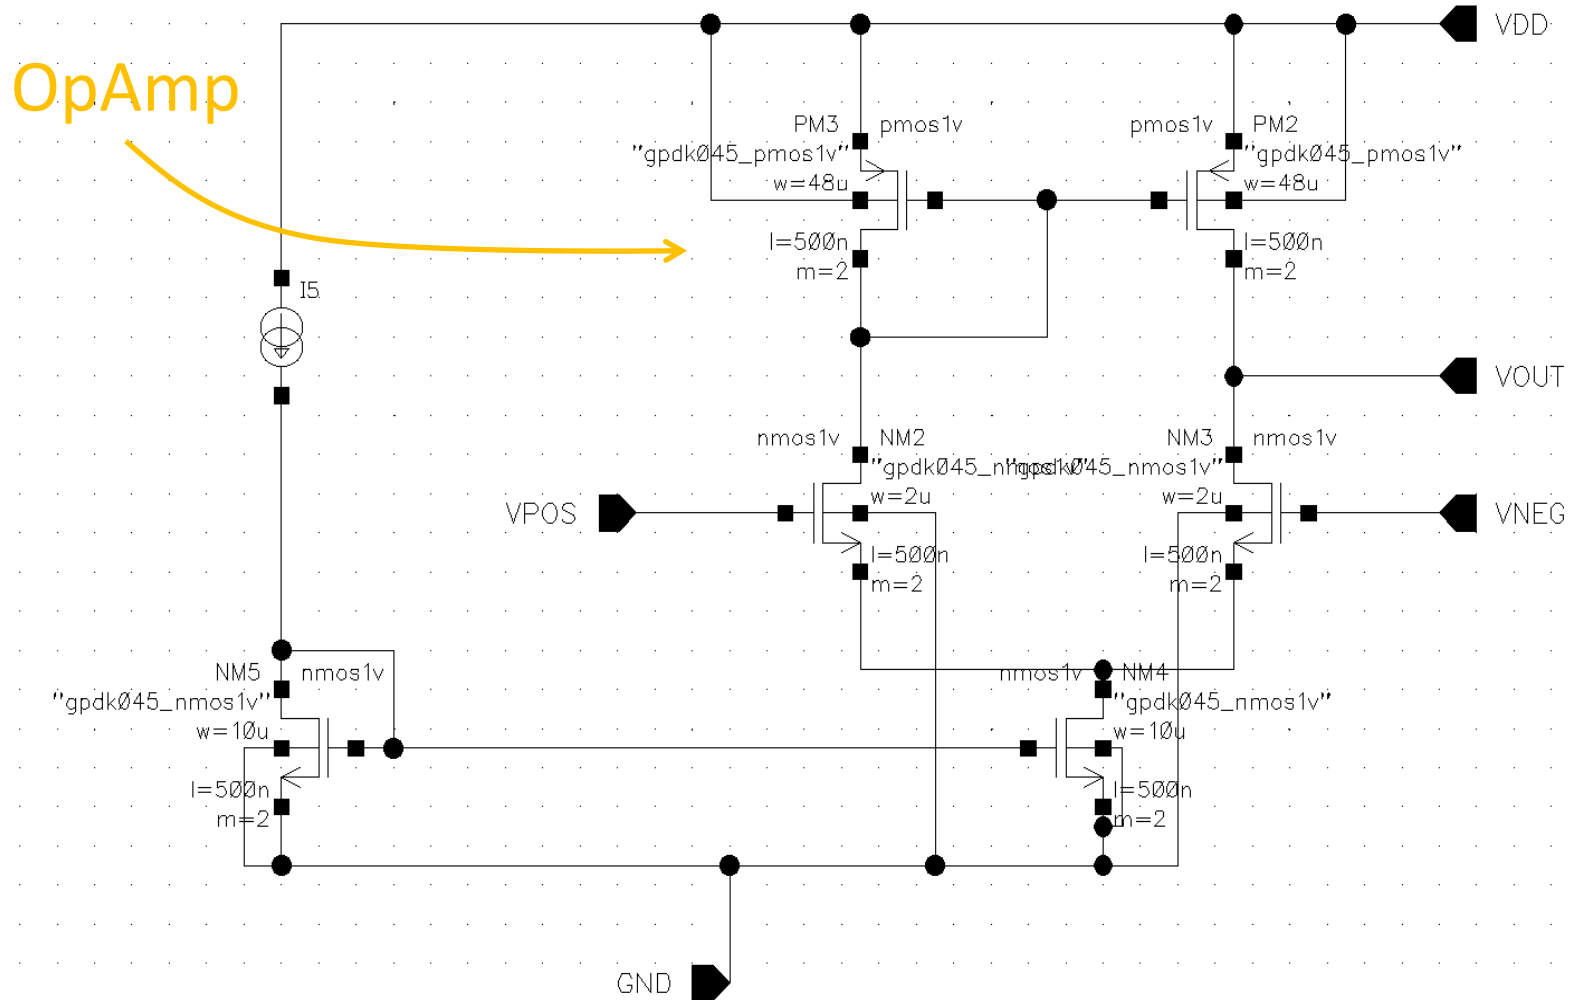 VDD
OpAmp
PM3 pmos1v
pmos1v PM2
"gpdk045_pmos1v"
"gpdk045_pmos1v"
w=48u
w=48u
l=500n
l=500n
m=2
m=2
I5
VOUT
nmos1v NM2
NM3 nmos1v
"gpdk045_nmos1v"
"gpdk045_nmos1v"
w=2u
w=2u
VPOS
VNEG
l=500n
l=500n
m=2
m=2
NM5 nmos1v
nmos1v NM4
"gpdk045_nmos1v"
"gpdk045_nmos1v"
w=10u
w=10u
l=500n
l=500n
m=2
m=2
GND